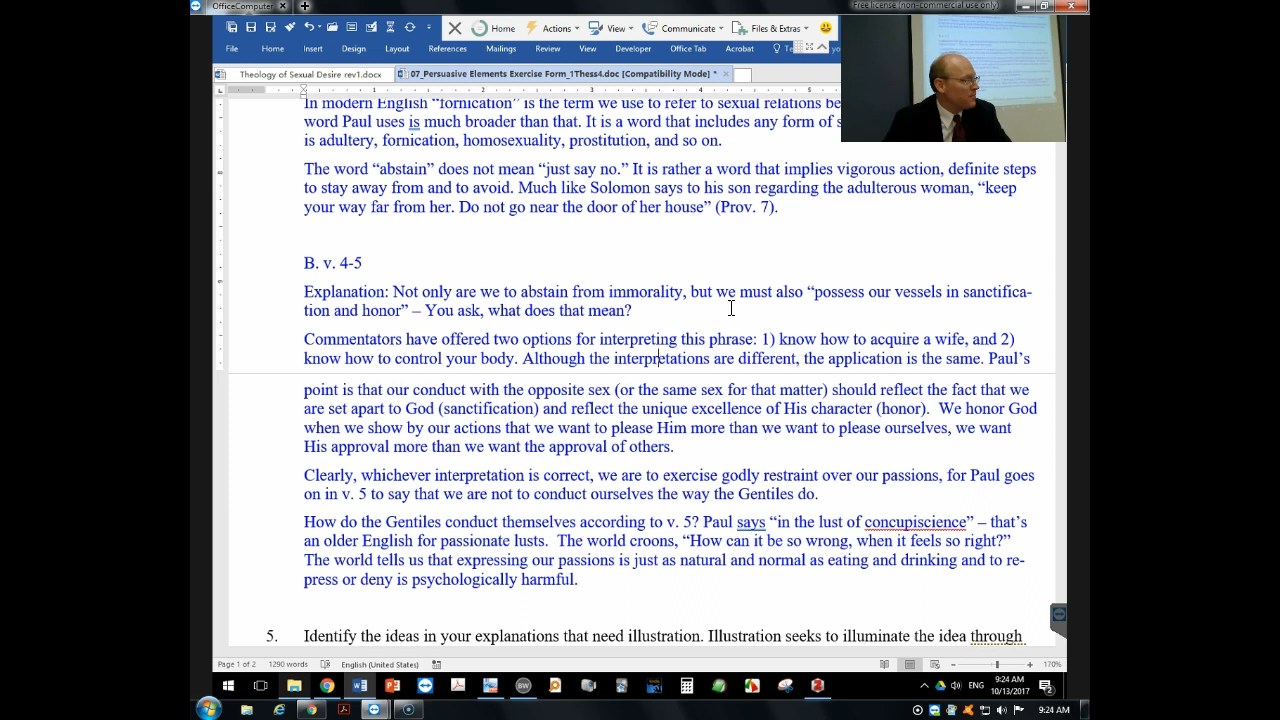 OfficeComputer
Free license (non-commercial use only)
Home Actions View Communicate Files & Extras
File Home Insert Design Layout References Mailings Review View Developer Office Tab Acrobat
Theology of Sexual Desire rev1.docx 07_Persuasive Elements Exercise Form_1Thess4.doc [Compatibility Mode] *
1 2 3 4 5
In modern English “fornication” is the term we use to refer to sexual relations be
word Paul uses is much broader than that. It is a word that includes any form of s
is adultery, fornication, homosexuality, prostitution, and so on.
The word “abstain” does not mean “just say no.” It is rather a word that implies vigorous action, definite steps
to stay away from and to avoid. Much like Solomon says to his son regarding the adulterous woman, “keep
your way far from her. Do not go near the door of her house” (Prov. 7).
B. v. 4-5
Explanation: Not only are we to abstain from immorality, but we must also “possess our vessels in sanctifica-
tion and honor” – You ask, what does that mean?
Commentators have offered two options for interpreting this phrase: 1) know how to acquire a wife, and 2)
know how to control your body. Although the interpretations are different, the application is the same. Paul’s
point is that our conduct with the opposite sex (or the same sex for that matter) should reflect the fact that we
are set apart to God (sanctification) and reflect the unique excellence of His character (honor).  We honor God
when we show by our actions that we want to please Him more than we want to please ourselves, we want
His approval more than we want the approval of others.
Clearly, whichever interpretation is correct, we are to exercise godly restraint over our passions, for Paul goes
on in v. 5 to say that we are not to conduct ourselves the way the Gentiles do.
How do the Gentiles conduct themselves according to v. 5? Paul says “in the lust of concupiscience” – that’s
an older English for passionate lusts.  The world croons, “How can it be so wrong, when it feels so right?”
The world tells us that expressing our passions is just as natural and normal as eating and drinking and to re-
press or deny is psychologically harmful.
5. Identify the ideas in your explanations that need illustration. Illustration seeks to illuminate the idea through
Page 1 of 2 1290 words English (United States) 170%
ENG 9:24 AM
10/13/2017
9:24 AM